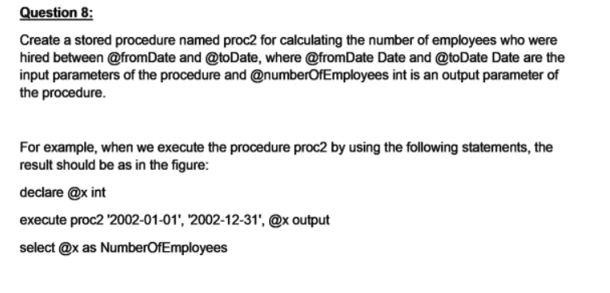 Question 8:
Create a stored procedure named proc2 for calculating the number of employees who were
hired between @fromDate and @toDate, where @fromDate Date and @toDate Date are the
input parameters of the procedure and @numberOfEmployees int is an output parameter of
the procedure.
For example, when we execute the procedure proc2 by using the following statements, the
result should be as in the figure:
declare @x int
execute proc2 '2002-01-01', '2002-12-31', @x output
select @x as NumberOfEmployees